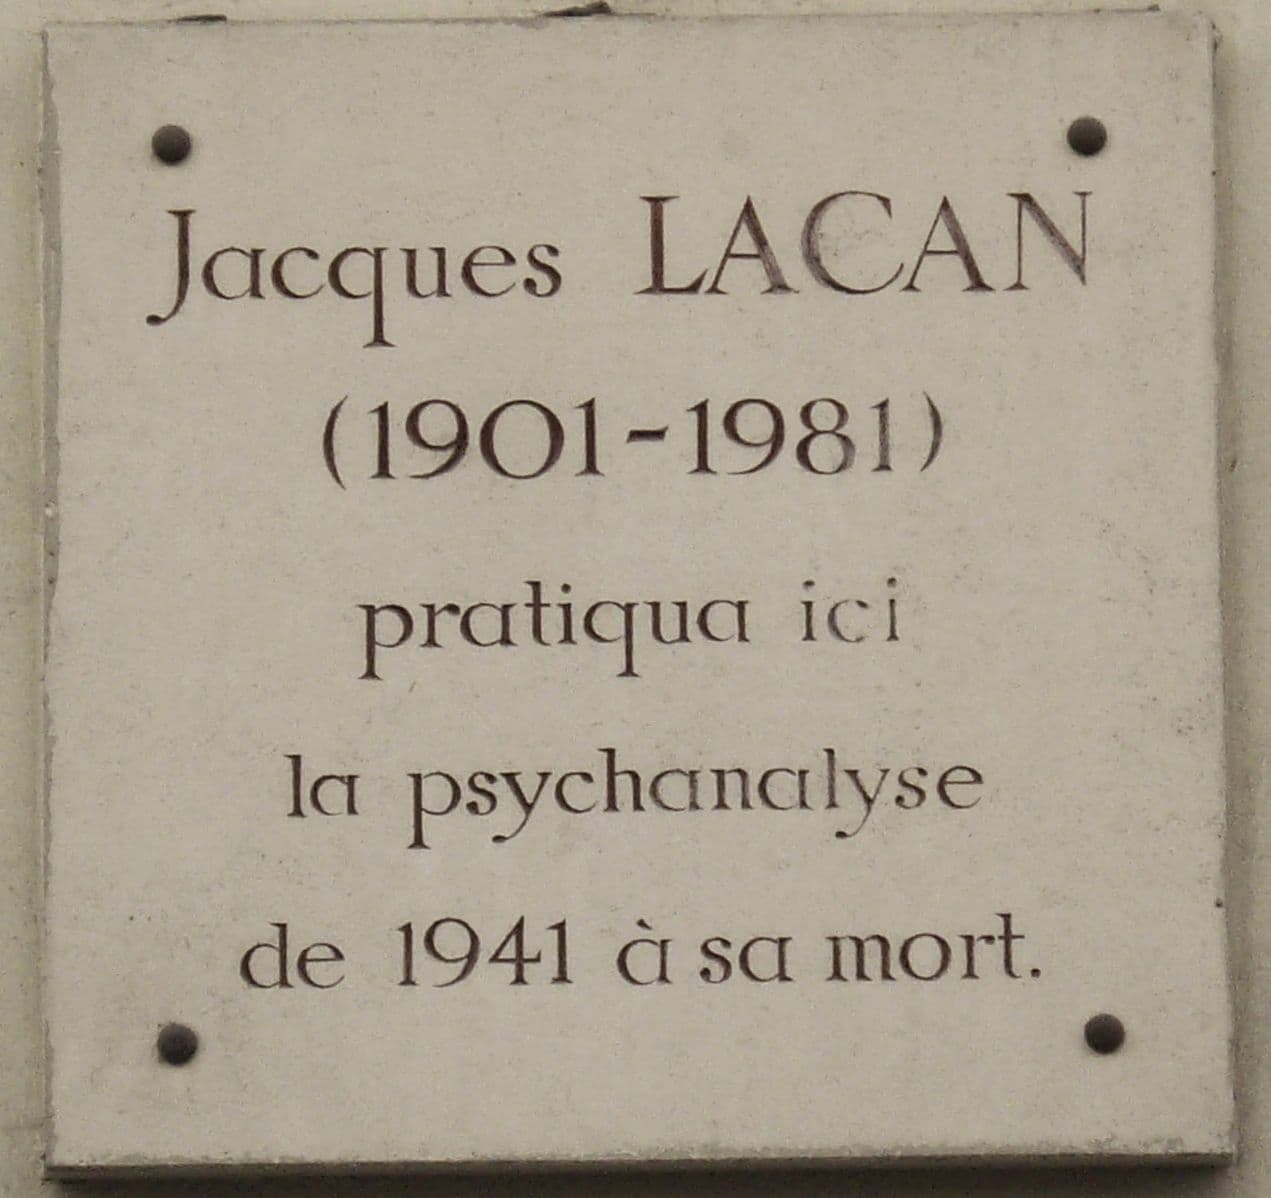 Jacques LACAN
(1901-1981)
pratiqua ici
la psychanalyse
de 1941 à sa mort.